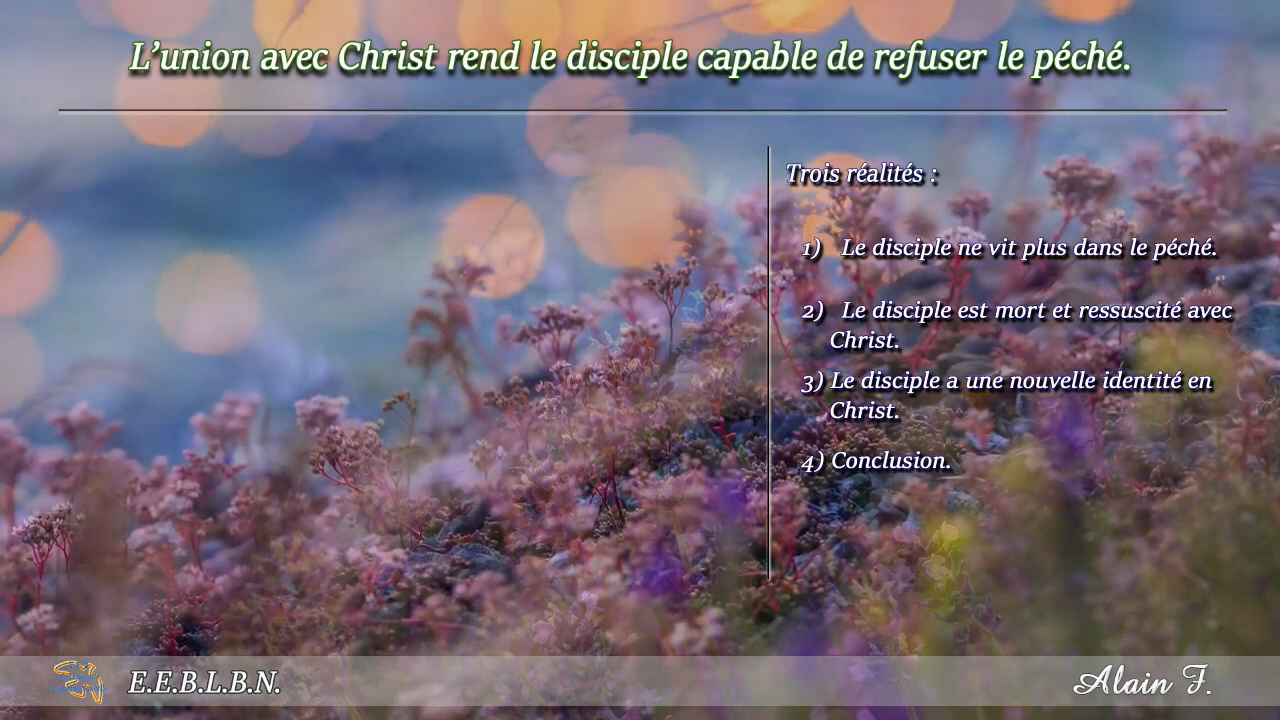 L’union avec Christ rend le disciple capable de refuser le péché.
Trois réalités :
1) Le disciple ne vit plus dans le péché.
2) Le disciple est mort et ressuscité avec
Christ.
3) Le disciple a une nouvelle identité en
Christ.
4) Conclusion.
E.E.B.L.B.N.
Alain F.